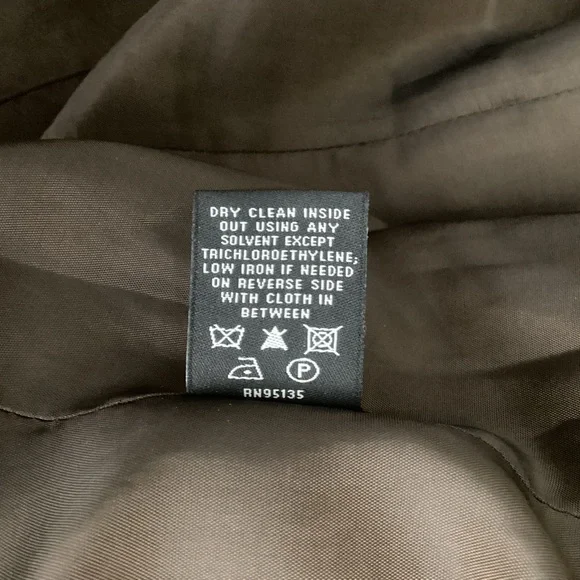 DRY CLEAN INSIDE
OUT USING ANY
SOLVENT EXCEPT
TRICHLOROETHYLENE;
LOW IRON IF NEEDED
ON REVERSE SIDE
WITH CLOTH IN
BETWEEN
P
RN95135